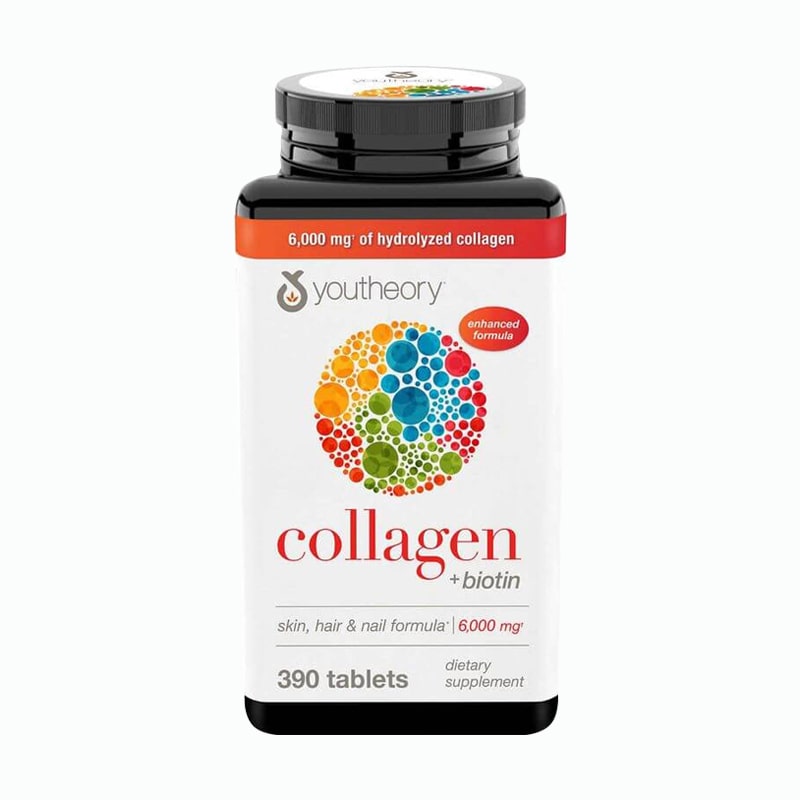 youtheory
6,000 mg† of hydrolyzed collagen
youtheory
enhanced
formula
collagen
+biotin
skin, hair & nail formula* | 6,000 mg†
390 tablets
dietary
supplement